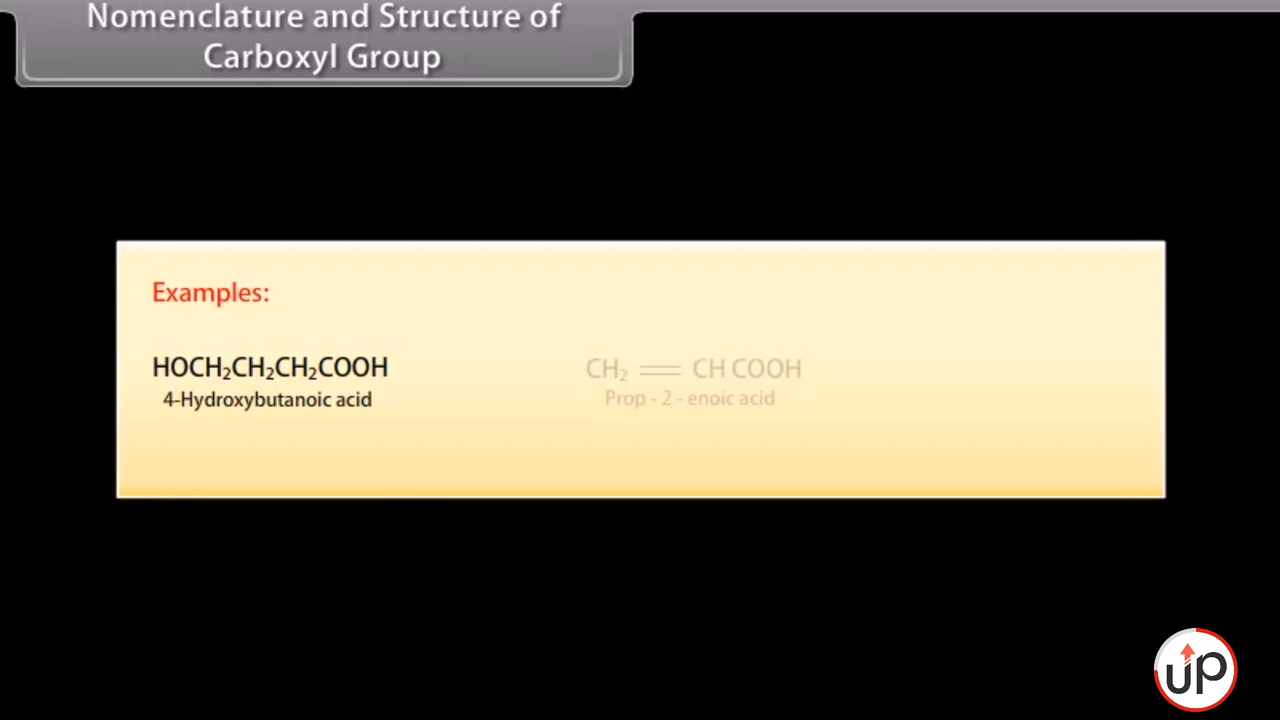 Nomenclature and Structure of
Carboxyl Group
Examples:
HOCH₂CH₂CH₂COOH
4-Hydroxybutanoic acid
CH₂ ══ CH COOH
Prop - 2 - enoic acid
up